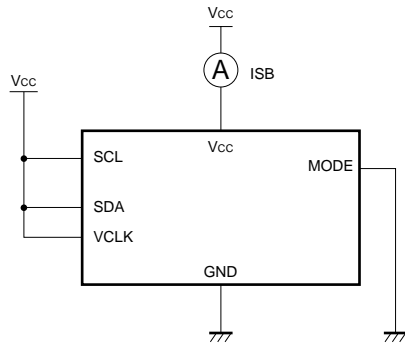 Vcc
A ISB
Vcc
Vcc
SCL
MODE
SDA
VCLK
GND